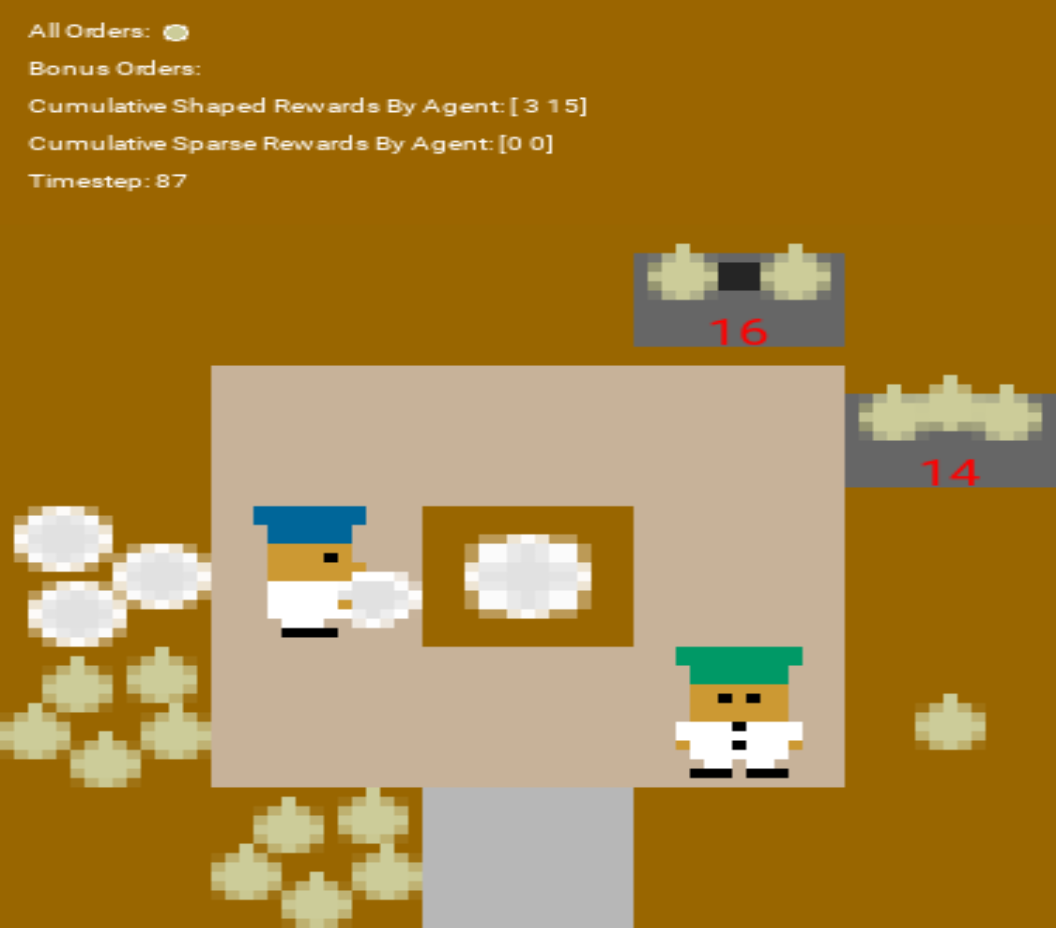 All Orders:
Bonus Orders:
Cumulative Shaped Rewards By Agent: [ 3 15]
Cumulative Sparse Rewards By Agent: [0 0]
Timestep: 87
16
14